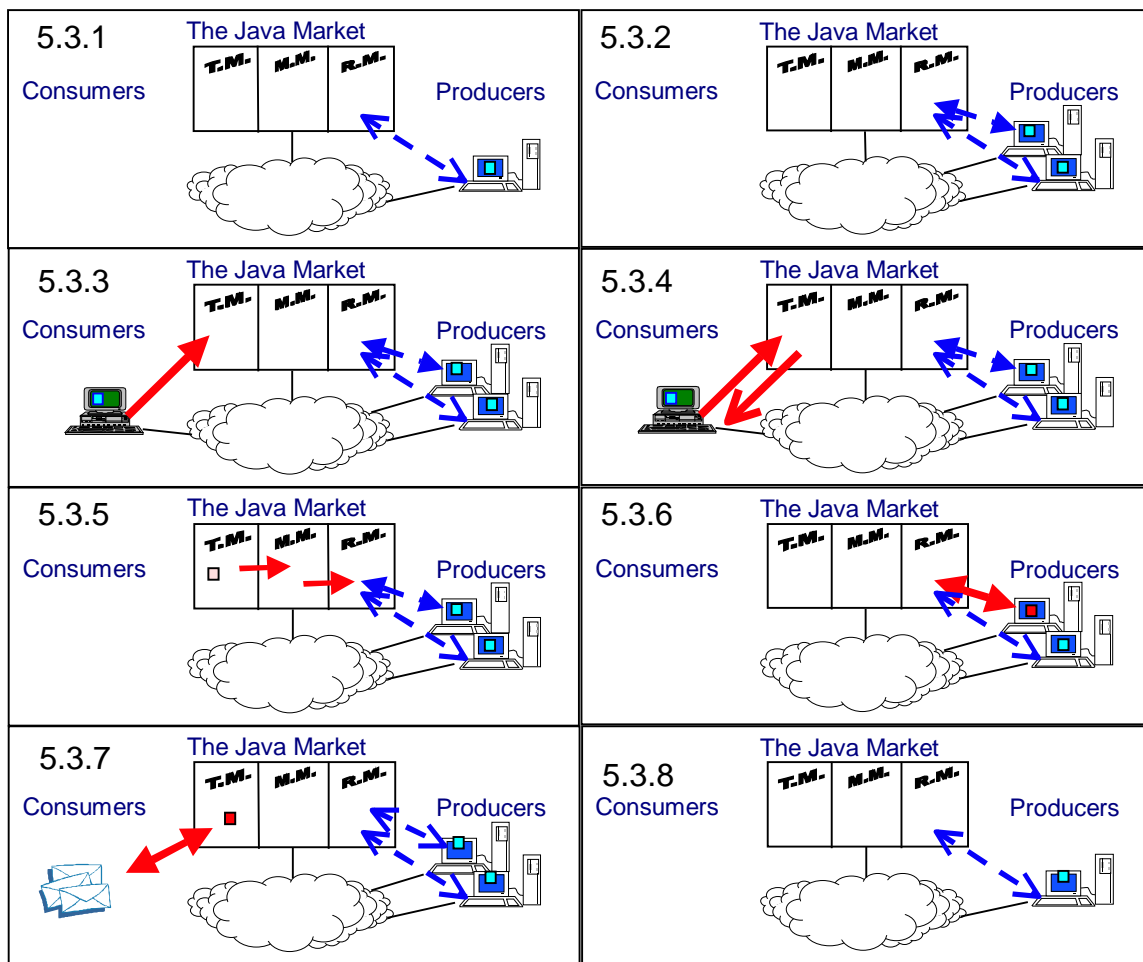 5.3.1
The Java Market
T.M. M.M. R.M.
Consumers
Producers
5.3.2
The Java Market
T.M. M.M. R.M.
Consumers
Producers
5.3.3
The Java Market
T.M. M.M. R.M.
Consumers
Producers
5.3.4
The Java Market
T.M. M.M. R.M.
Consumers
Producers
5.3.5
The Java Market
T.M. M.M. R.M.
Consumers
Producers
5.3.6
The Java Market
T.M. M.M. R.M.
Consumers
Producers
5.3.7
The Java Market
T.M. M.M. R.M.
Consumers
Producers
5.3.8
The Java Market
T.M. M.M. R.M.
Consumers
Producers